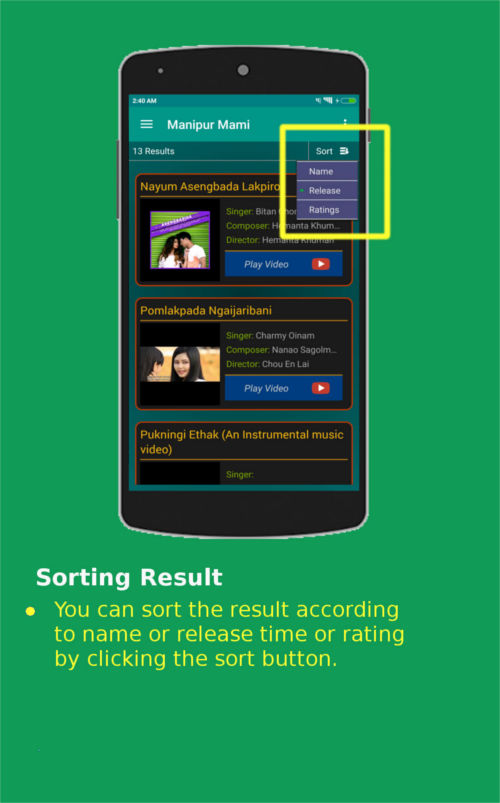 2:40 AM
Manipur Mami
13 Results
Sort
Name
Release
Ratings
Nayum Asengbada Lakpiro
Singer: Bitan
Composer: Hemanta Khum...
Director: Hemanta Khuman
Play Video
Pomlakpada Ngaijaribani
Singer: Charmy Oinam
Composer: Nanao Sagolm...
Director: Chou En Lai
Play Video
Pukningi Ethak (An Instrumental music
video)
Singer:
Sorting Result
● You can sort the result according
to name or release time or rating
by clicking the sort button.